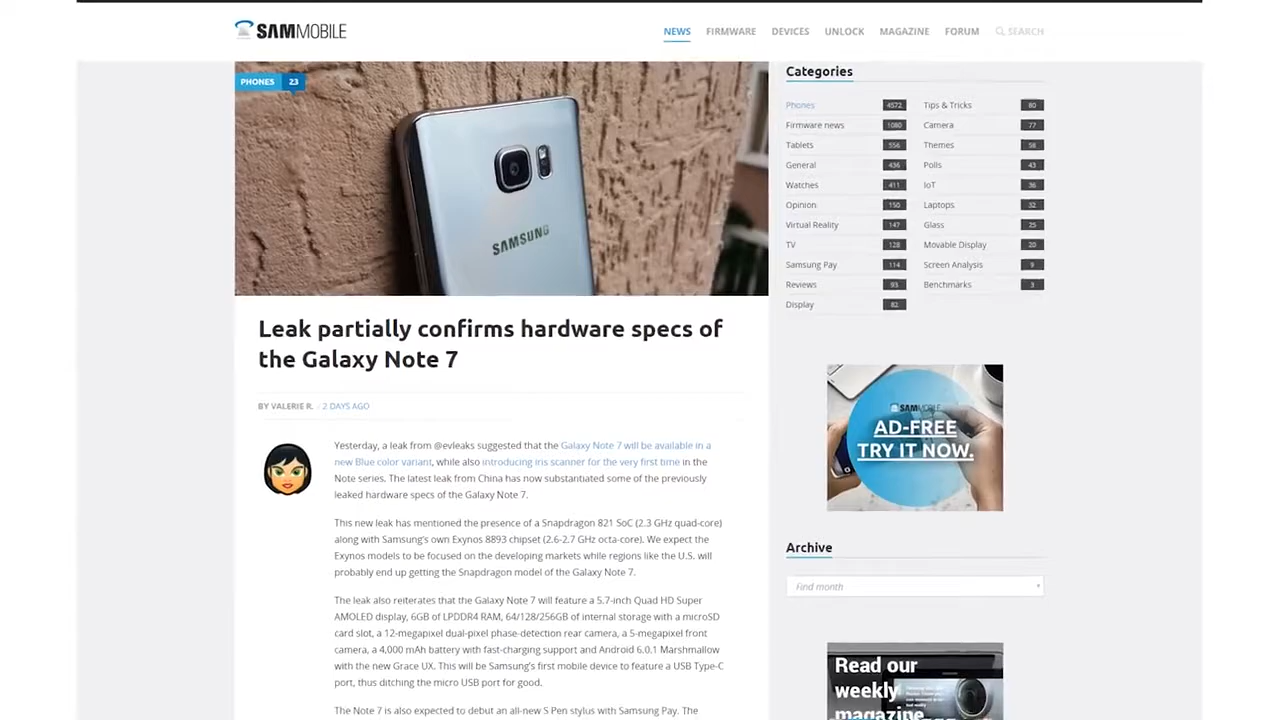 SAMMOBILE
NEWS FIRMWARE DEVICES UNLOCK MAGAZINE FORUM SEARCH
PHONES 23
SAMSUNG
Leak partially confirms hardware specs of
the Galaxy Note 7
BY VALERIE R. / 2 DAYS AGO
Yesterday, a leak from @evleaks suggested that the Galaxy Note 7 will be available in a
new Blue color variant, while also introducing iris scanner for the very first time in the
Note series. The latest leak from China has now substantiated some of the previously
leaked hardware specs of the Galaxy Note 7.
This new leak has mentioned the presence of a Snapdragon 821 SoC (2.3 GHz quad-core)
along with Samsung's own Exynos 8893 chipset (2.6-2.7 GHz octa-core). We expect the
Exynos models to be focused on the developing markets while regions like the U.S. will
probably end up getting the Snapdragon model of the Galaxy Note 7.
The leak also reiterates that the Galaxy Note 7 will feature a 5.7-inch Quad HD Super
AMOLED display, 6GB of LPDDR4 RAM, 64/128/256GB of internal storage with a microSD
card slot, a 12-megapixel dual-pixel phase-detection rear camera, a 5-megapixel front
camera, a 4,000 mAh battery with fast-charging support and Android 6.0.1 Marshmallow
with the new Grace UX. This will be Samsung's first mobile device to feature a USB Type-C
port, thus ditching the micro USB port for good.
The Note 7 is also expected to debut an all-new S Pen stylus with Samsung Pay. The
Categories
Phones 4572 Tips & Tricks 80
Firmware news 1080 Camera 77
Tablets 556 Themes 58
General 436 Polls 43
Watches 411 IoT 36
Opinion 150 Laptops 32
Virtual Reality 147 Glass 25
TV 128 Movable Display 20
Samsung Pay 114 Screen Analysis 9
Reviews 93 Benchmarks 3
Display 82
SAMMOBILE
AD-FREE
TRY IT NOW.
Archive
Find month
Read our
weekly
magazine